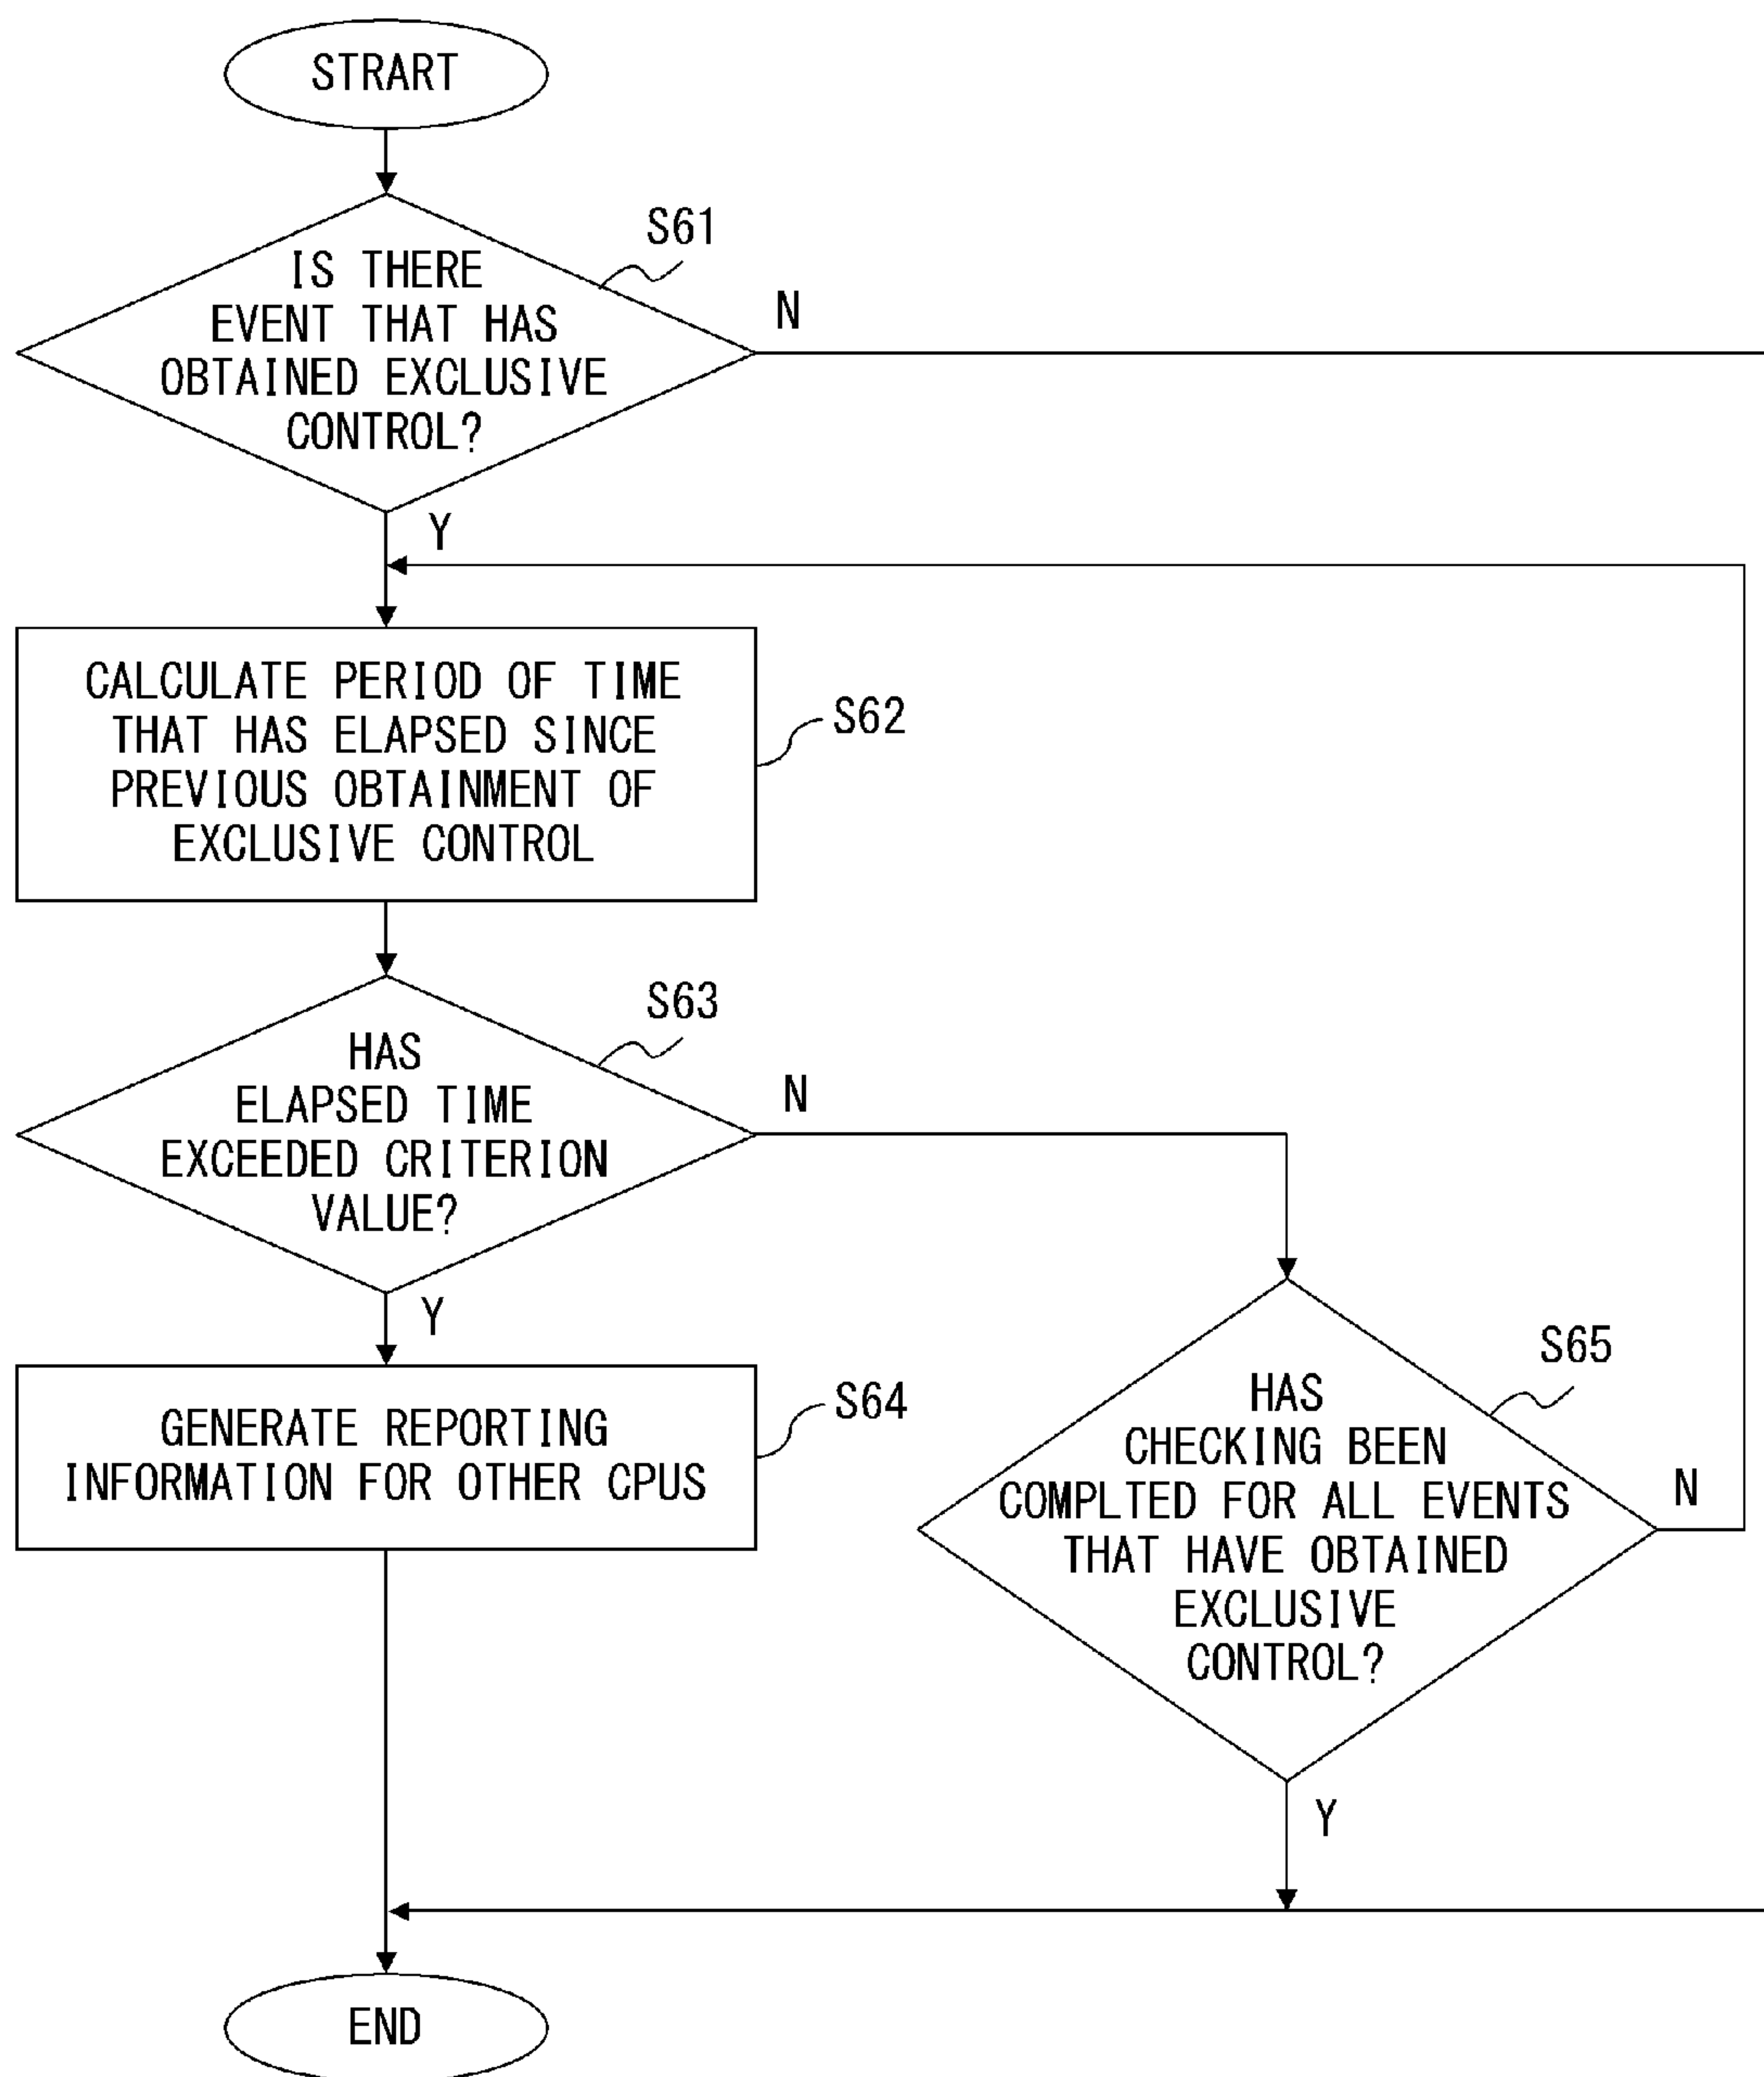 STRART
S61
IS THERE
EVENT THAT HAS
OBTAINED EXCLUSIVE
CONTROL?
N
Y
CALCULATE PERIOD OF TIME
THAT HAS ELAPSED SINCE
PREVIOUS OBTAINMENT OF
EXCLUSIVE CONTROL
S62
S63
HAS
ELAPSED TIME
EXCEEDED CRITERION
VALUE?
N
Y
GENERATE REPORTING
INFORMATION FOR OTHER CPUS
S64
S65
HAS
CHECKING BEEN
COMPLTED FOR ALL EVENTS
THAT HAVE OBTAINED
EXCLUSIVE
CONTROL?
N
Y
END